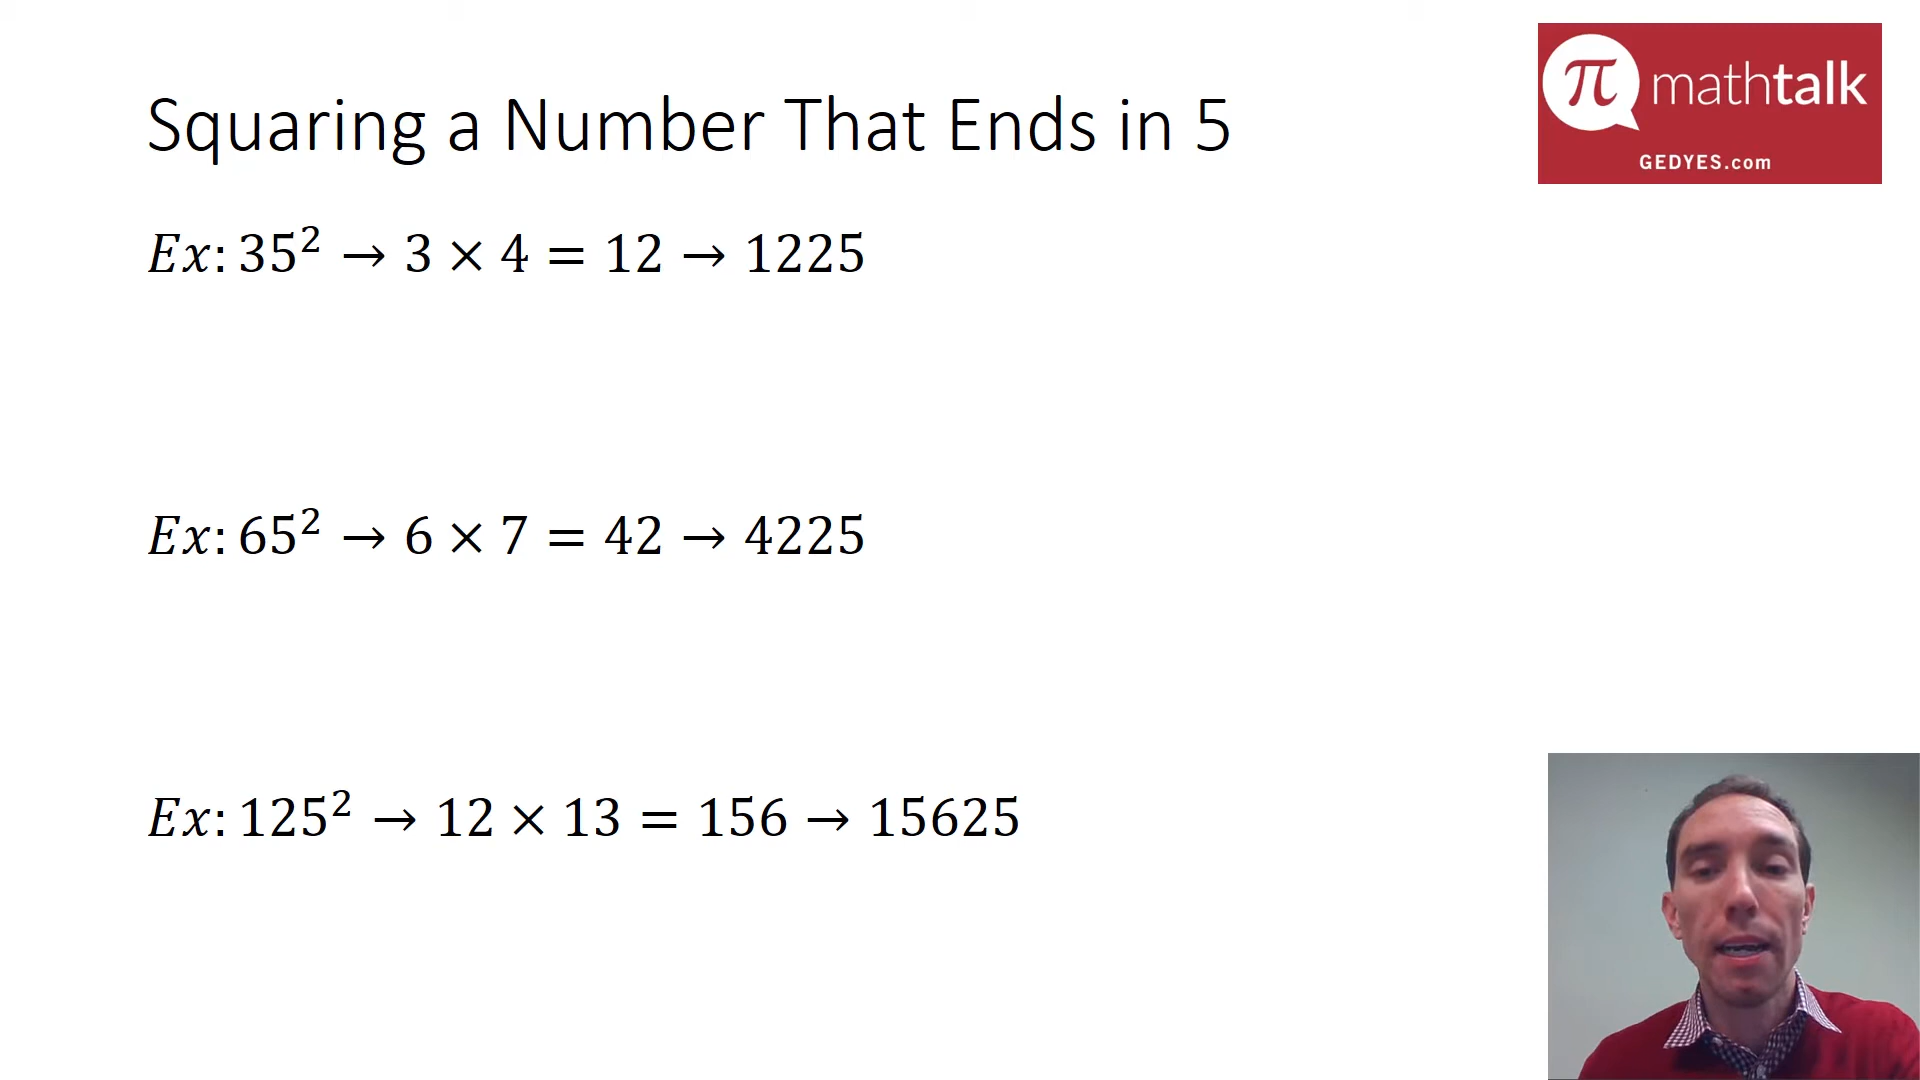 Squaring a Number That Ends in 5
π mathtalk
GEDYES.com
Ex: 35² → 3 × 4 = 12 → 1225
Ex: 65² → 6 × 7 = 42 → 4225
Ex: 125² → 12 × 13 = 156 → 15625